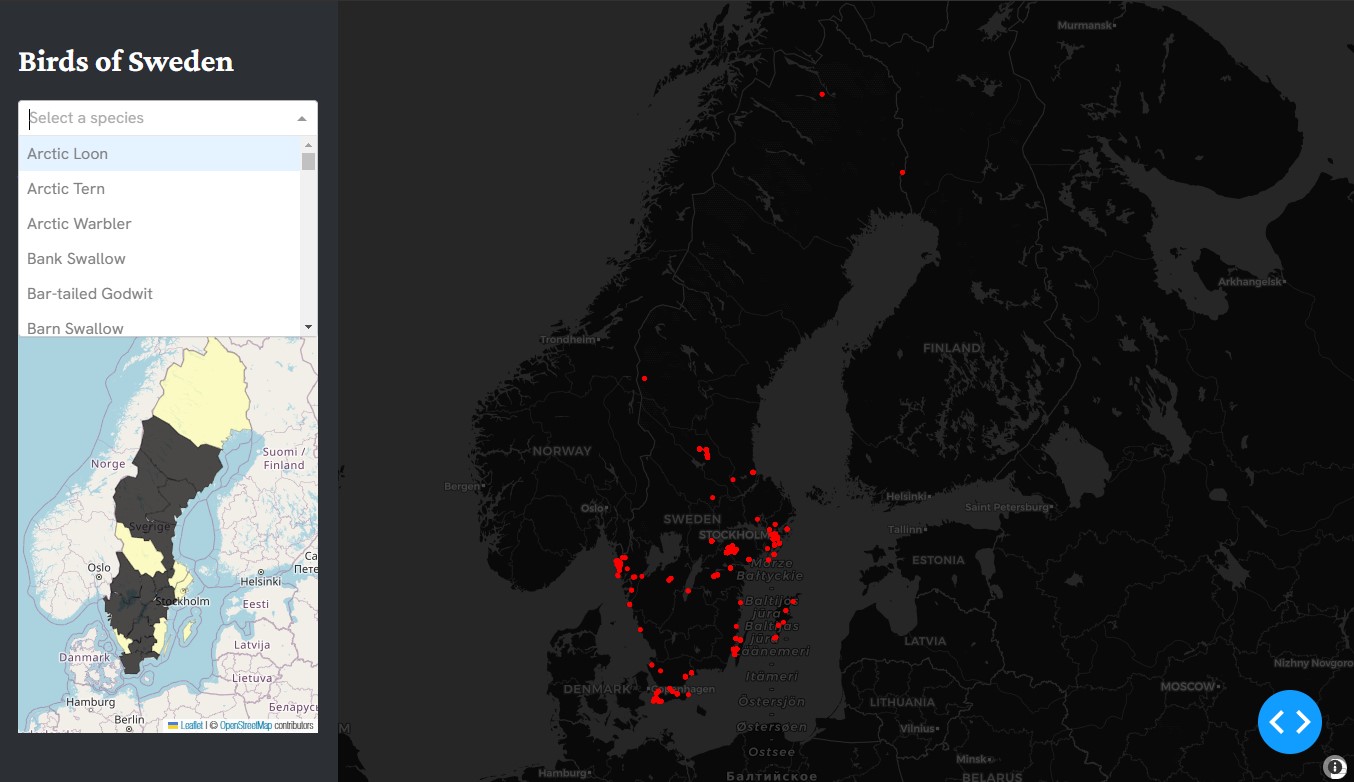 Birds of Sweden
Select a species
Arctic Loon
Arctic Tern
Arctic Warbler
Bank Swallow
Bar-tailed Godwit
Barn Swallow
Norge
Suomi /
Finland
Sverige
Oslo
Helsinki
Stockholm
Eesti
Latvija
Danmark
Lietuva
Hamburg
Berlin
Leaflet | © OpenStreetMap contributors
Murmansk
Arkhangelsk
Trondheim
FINLAND
NORWAY
Bergen
Oslo
Helsinki
Saint Petersburg
SWEDEN
STOCKHOLM
Tallinn
ESTONIA
Morze
Bałtyckie
-
Baltijos
jūra -
Baltijas
jūra -
Läänemeri
-
Itämeri
-
Östersjön
-
Østersøen
-
Ostsee
-
Балтийское
LATVIA
Nizhny Novgoro
DENMARK
Copenhagen
MOSCOW
LITHUANIA
Vilnius
Minsk
BELARUS
Hamburg
M